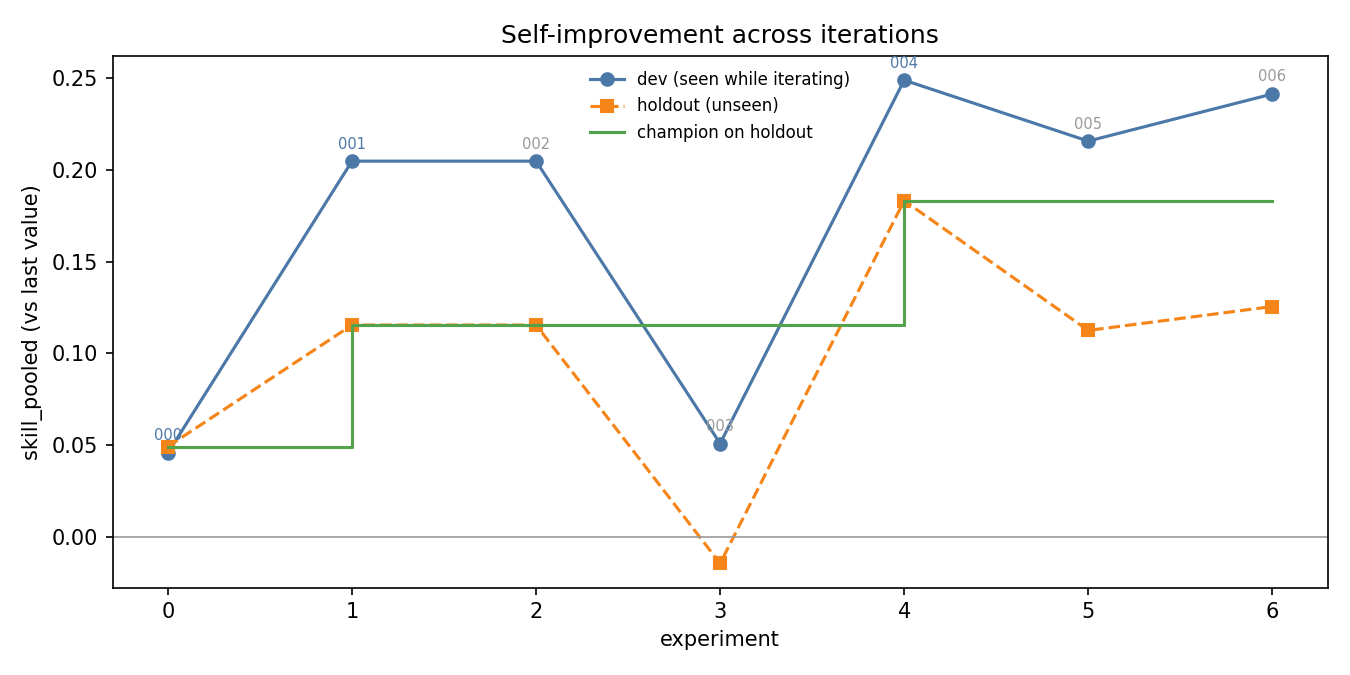 Self-improvement across iterations
dev (seen while iterating)
holdout (unseen)
champion on holdout
000
001
002
003
004
005
006
0.25
0.20
0.15
0.10
0.05
0.00
skill_pooled (vs last value)
0 1 2 3 4 5 6
experiment